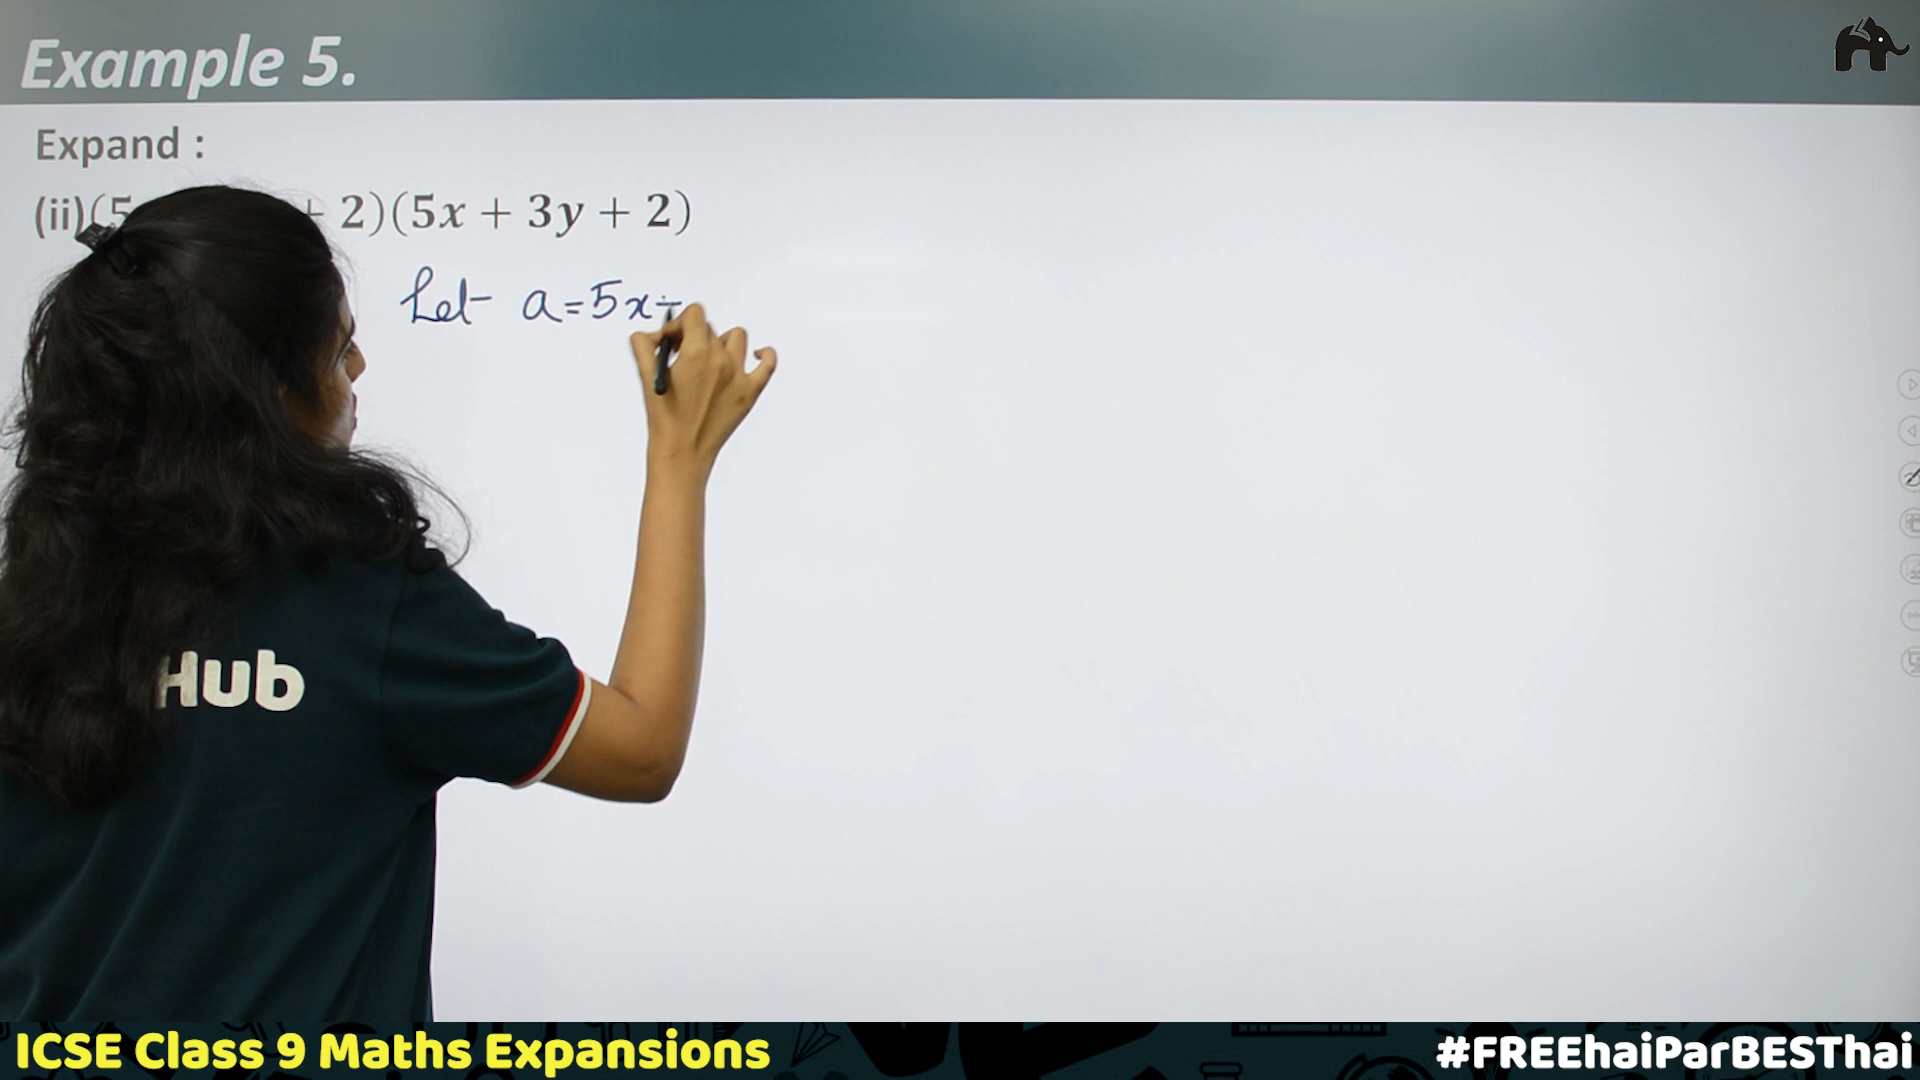 Example 5.
Expand :
(ii)(5 + 2)(5x + 3y + 2)
Let a=5x+
Hub
ICSE Class 9 Maths Expansions
#FREEhaiParBESThai